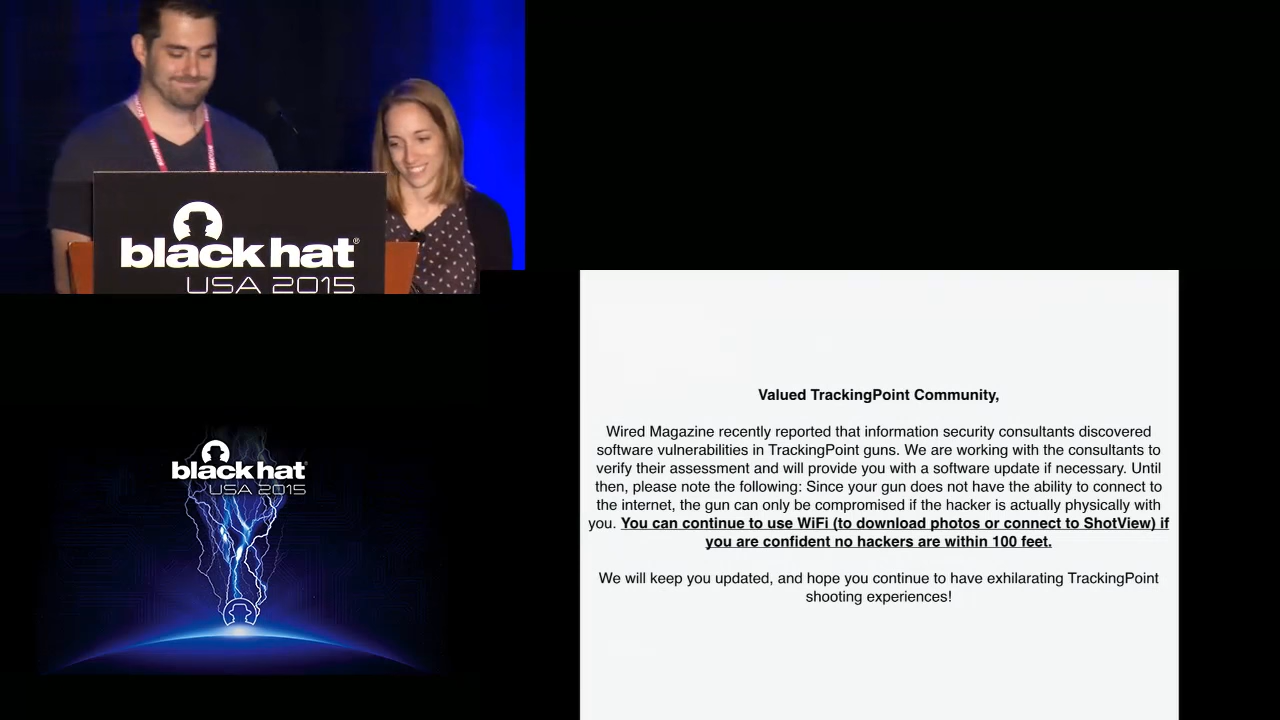 black hat®
USA 2015
black hat®
USA 2015
Valued TrackingPoint Community,
Wired Magazine recently reported that information security consultants discovered
software vulnerabilities in TrackingPoint guns. We are working with the consultants to
verify their assessment and will provide you with a software update if necessary. Until
then, please note the following: Since your gun does not have the ability to connect to
the internet, the gun can only be compromised if the hacker is actually physically with
you. You can continue to use WiFi (to download photos or connect to ShotView) if
you are confident no hackers are within 100 feet.
We will keep you updated, and hope you continue to have exhilarating TrackingPoint
shooting experiences!